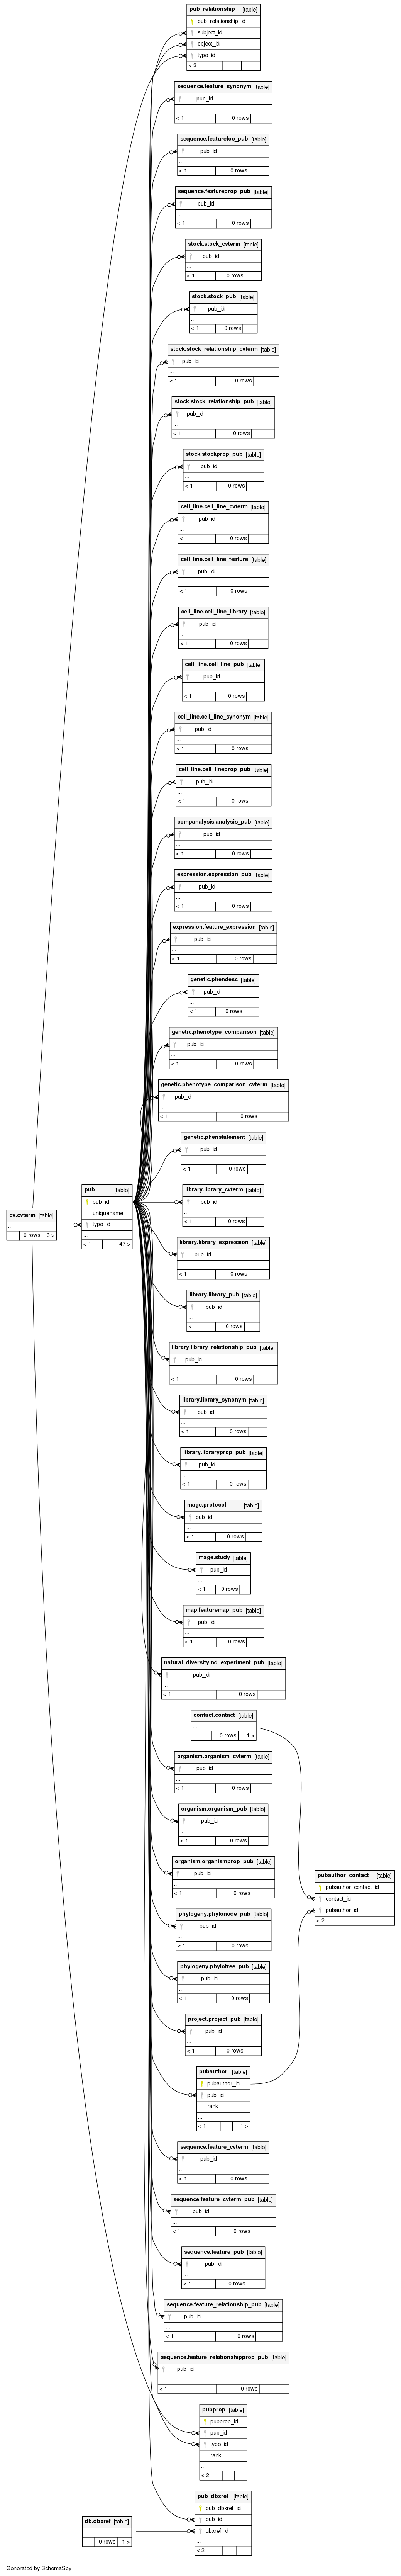 pub_relationship [table]
pub_relationship_id
subject_id
object_id
type_id
< 3
sequence.feature_synonym [table]
pub_id
...
< 1 0 rows
sequence.featureloc_pub [table]
pub_id
...
< 1 0 rows
sequence.featureprop_pub [table]
pub_id
...
< 1 0 rows
stock.stock_cvterm [table]
pub_id
...
< 1 0 rows
stock.stock_pub [table]
pub_id
...
< 1 0 rows
stock.stock_relationship_cvterm [table]
pub_id
...
< 1 0 rows
stock.stock_relationship_pub [table]
pub_id
...
< 1 0 rows
stock.stockprop_pub [table]
pub_id
...
< 1 0 rows
cell_line.cell_line_cvterm [table]
pub_id
...
< 1 0 rows
cell_line.cell_line_feature [table]
pub_id
...
< 1 0 rows
cell_line.cell_line_library [table]
pub_id
...
< 1 0 rows
cell_line.cell_line_pub [table]
pub_id
...
< 1 0 rows
cell_line.cell_line_synonym [table]
pub_id
...
< 1 0 rows
cell_line.cell_lineprop_pub [table]
pub_id
...
< 1 0 rows
companalysis.analysis_pub [table]
pub_id
...
< 1 0 rows
expression.expression_pub [table]
pub_id
...
< 1 0 rows
expression.feature_expression [table]
pub_id
...
< 1 0 rows
genetic.phendesc [table]
pub_id
...
< 1 0 rows
genetic.phenotype_comparison [table]
pub_id
...
< 1 0 rows
genetic.phenotype_comparison_cvterm [table]
pub_id
...
< 1 0 rows
genetic.phenstatement [table]
pub_id
...
< 1 0 rows
pub [table]
pub_id
uniquename
type_id
...
< 1 47 >
cv.cvterm [table]
...
0 rows 3 >
library.library_cvterm [table]
pub_id
...
< 1 0 rows
library.library_expression [table]
pub_id
...
< 1 0 rows
library.library_pub [table]
pub_id
...
< 1 0 rows
library.library_relationship_pub [table]
pub_id
...
< 1 0 rows
library.library_synonym [table]
pub_id
...
< 1 0 rows
library.libraryprop_pub [table]
pub_id
...
< 1 0 rows
mage.protocol [table]
pub_id
...
< 1 0 rows
mage.study [table]
pub_id
...
< 1 0 rows
map.featuremap_pub [table]
pub_id
...
< 1 0 rows
natural_diversity.nd_experiment_pub [table]
pub_id
...
< 1 0 rows
contact.contact [table]
...
0 rows 1 >
organism.organism_cvterm [table]
pub_id
...
< 1 0 rows
organism.organism_pub [table]
pub_id
...
< 1 0 rows
organism.organismprop_pub [table]
pub_id
...
< 1 0 rows
pubauthor_contact [table]
pubauthor_contact_id
contact_id
pubauthor_id
< 2
phylogeny.phylonode_pub [table]
pub_id
...
< 1 0 rows
phylogeny.phylotree_pub [table]
pub_id
...
< 1 0 rows
project.project_pub [table]
pub_id
...
< 1 0 rows
pubauthor [table]
pubauthor_id
pub_id
rank
...
< 1 1 >
sequence.feature_cvterm [table]
pub_id
...
< 1 0 rows
sequence.feature_cvterm_pub [table]
pub_id
...
< 1 0 rows
sequence.feature_pub [table]
pub_id
...
< 1 0 rows
sequence.feature_relationship_pub [table]
pub_id
...
< 1 0 rows
sequence.feature_relationshipprop_pub [table]
pub_id
...
< 1 0 rows
pubprop [table]
pubprop_id
pub_id
type_id
rank
...
< 2
pub_dbxref [table]
pub_dbxref_id
pub_id
dbxref_id
...
< 2
db.dbxref [table]
...
0 rows 1 >
Generated by SchemaSpy